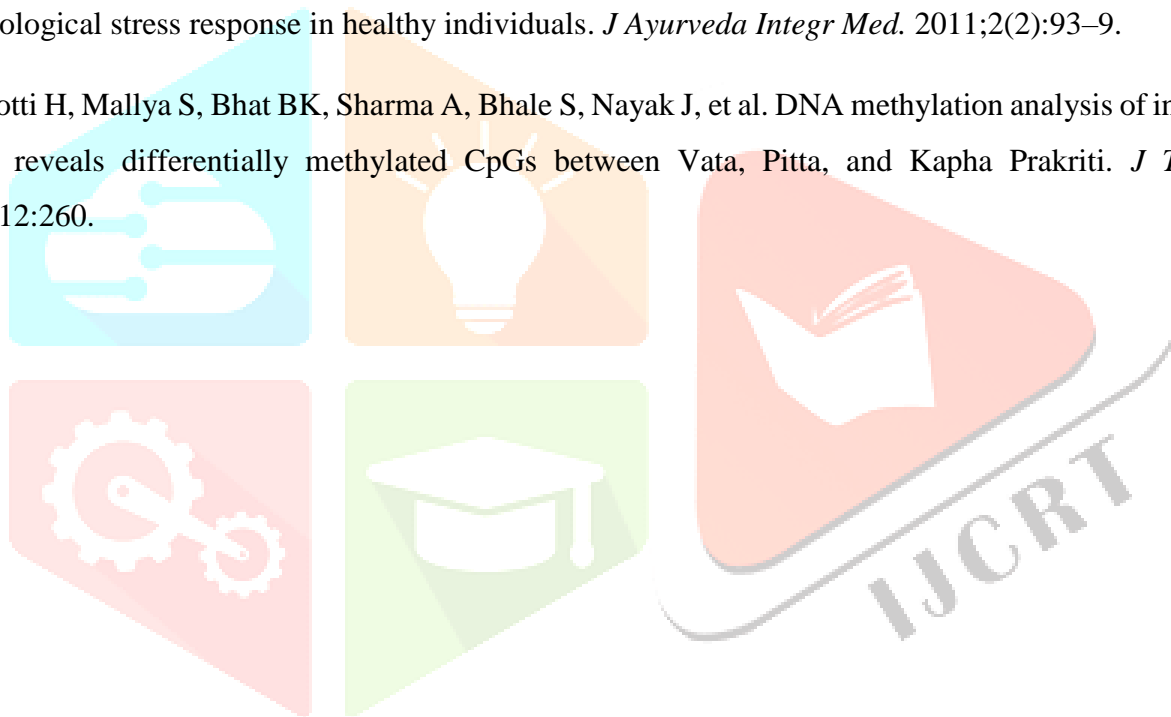 ological stress response in healthy individuals. J Ayurveda Integr Med. 2011;2(2):93–9.
otti H, Mallya S, Bhat BK, Sharma A, Bhale S, Nayak J, et al. DNA methylation analysis of
reveals differentially methylated CpGs between Vata, Pitta, and Kapha Prakriti. J
12:260.
IJCRT